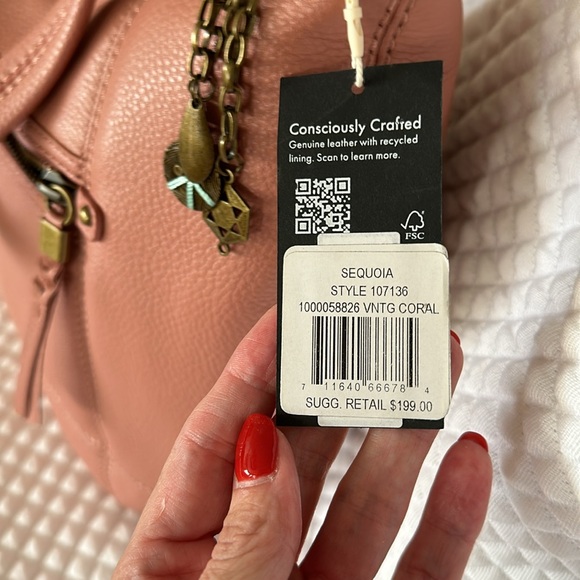 Consciously Crafted
Genuine leather with recycled
lining. Scan to learn more.
FSC
SEQUOIA
STYLE 107136
1000058826 VNTG CORAL
7 11640 66678 4
SUGG. RETAIL $199.00